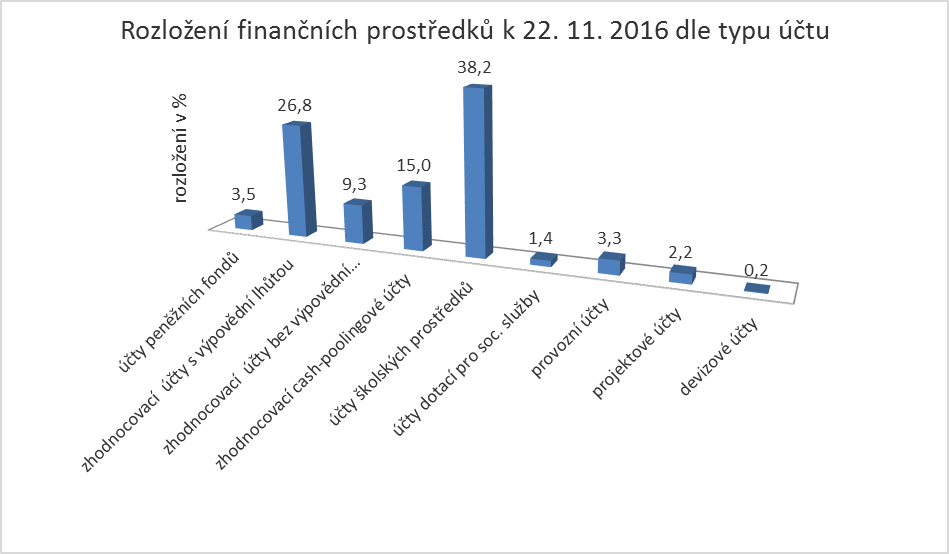 Rozložení finančních prostředků k 22. 11. 2016 dle typu účtu
rozložení v %
3,5
26,8
9,3
15,0
38,2
1,4
3,3
2,2
0,2
účty peněžních fondů
zhodnocovací účty s výpovědní lhůtou
zhodnocovací účty bez výpovědní…
zhodnocovací cash-poolingové účty
účty školských prostředků
účty dotací pro soc. služby
provozní účty
projektové účty
devizové účty